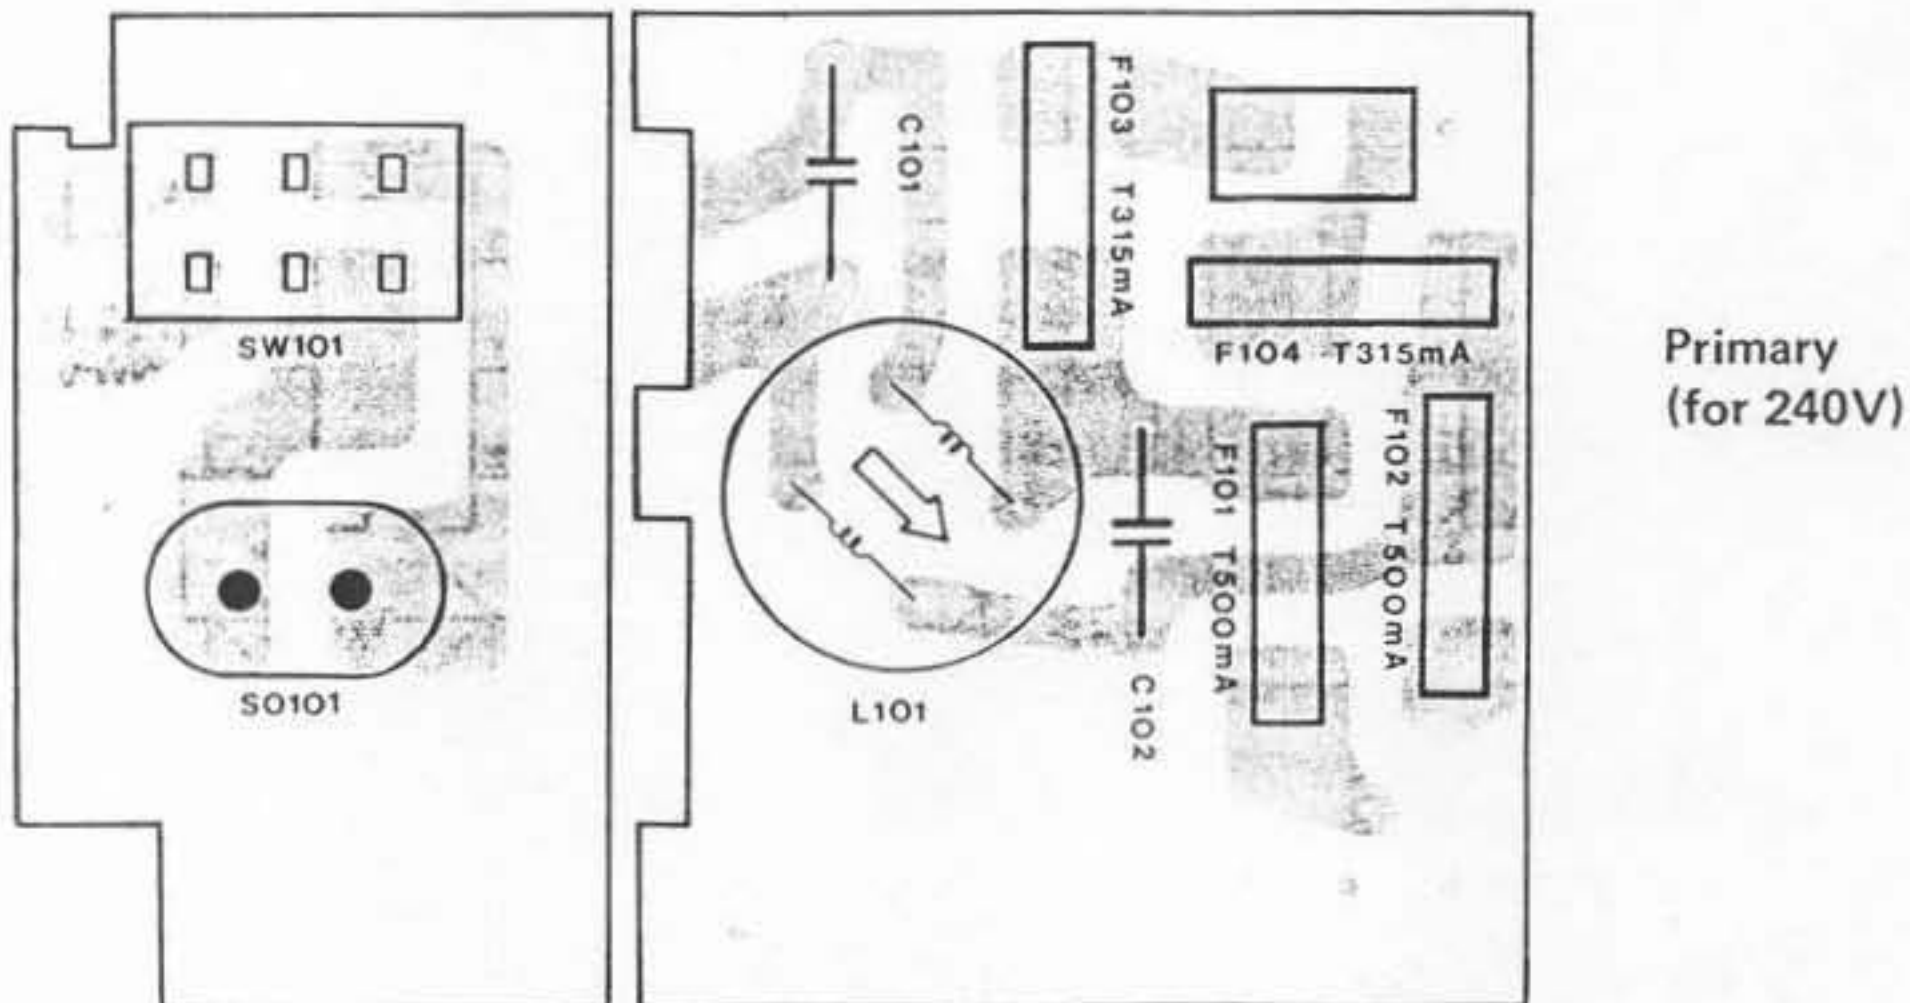 SW101
SO101
C101
F103 T315mA
F104 T315mA
L101
C102
F101 T500mA
F102 T500mA
Primary
(for 240V)